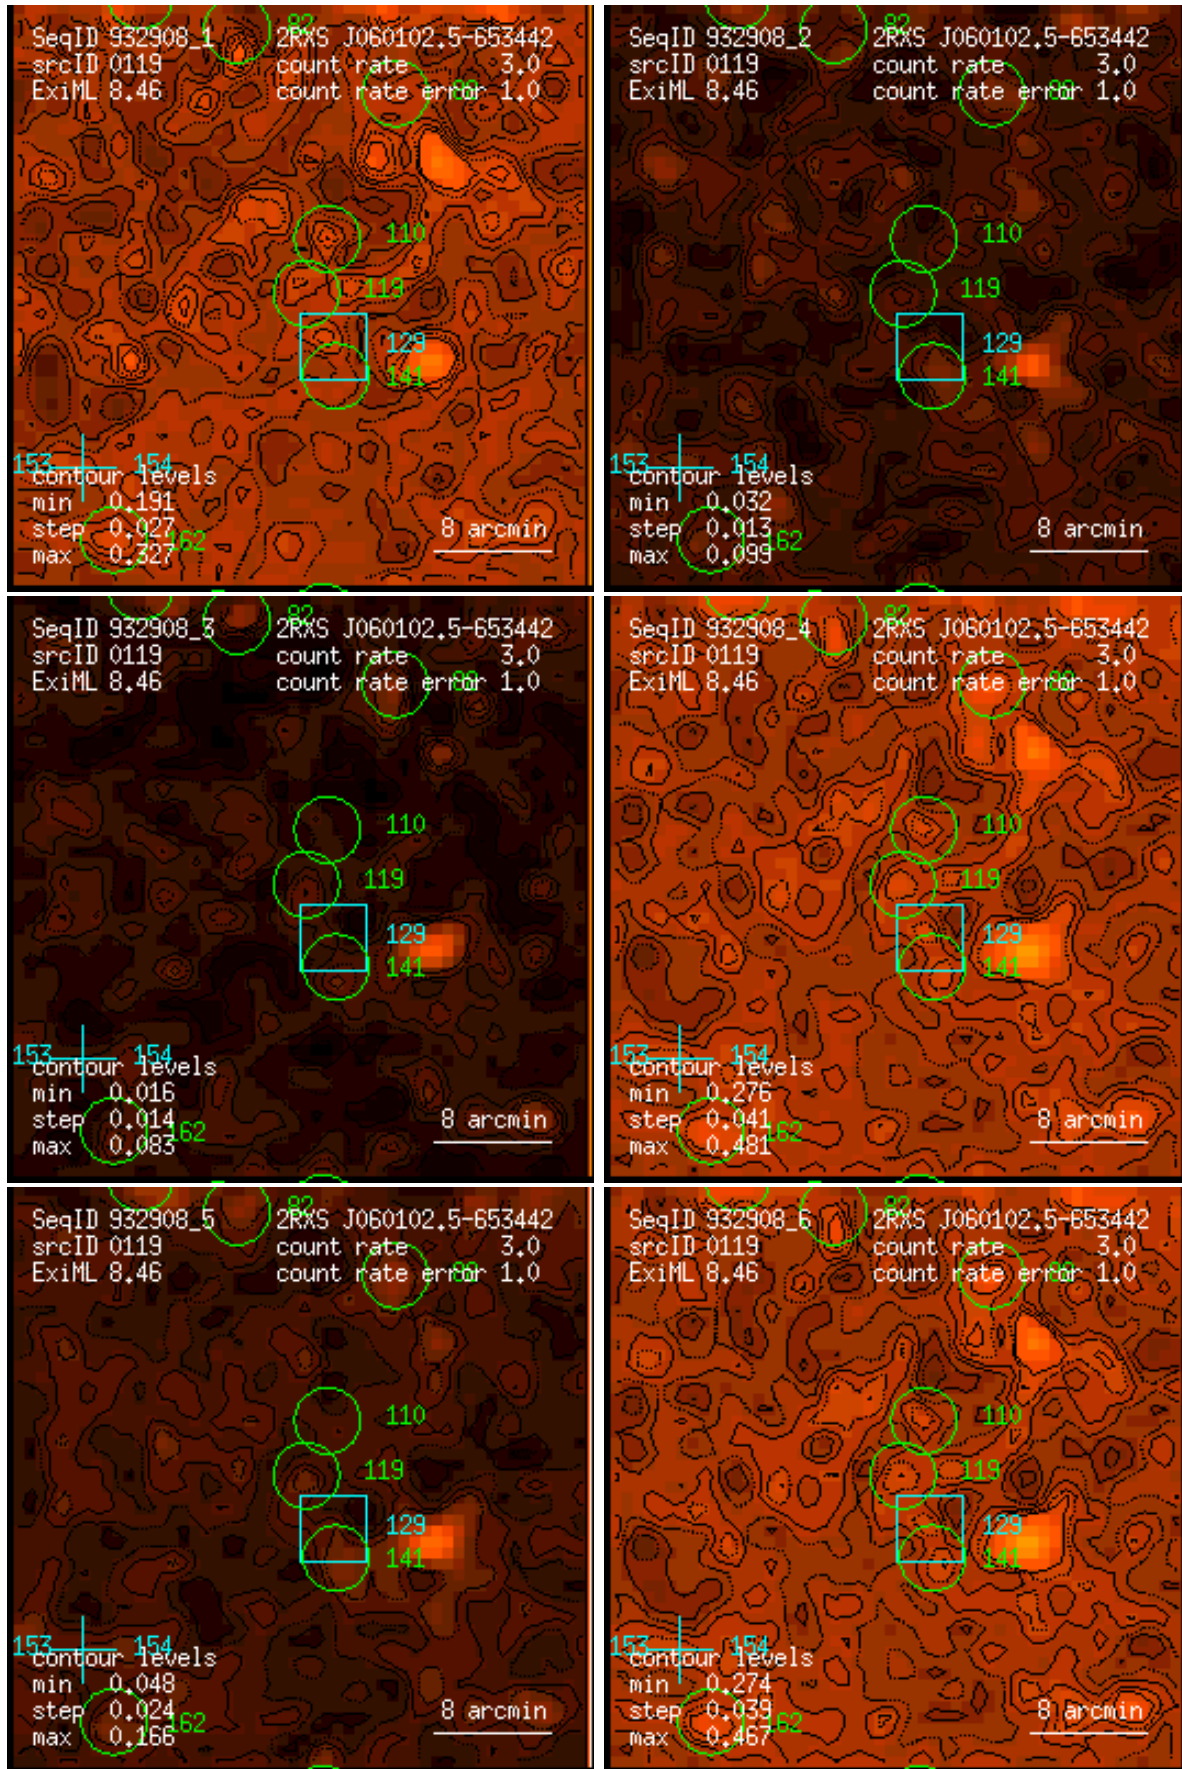 82
SeqID 932908_1 2RXS J060102.5-653442
srcID 0119 count rate 3.0
ExiML 8.46 count rate error 1.0
110
119
129
141
153 154
contour levels
min 0.191
step 0.027
162
max 0.327
8 arcmin
82
SeqID 932908_2 2RXS J060102.5-653442
srcID 0119 count rate 3.0
ExiML 8.46 count rate error 1.0
110
119
129
141
153 154
contour levels
min 0.032
step 0.013
162
max 0.099
8 arcmin
82
SeqID 932908_3 2RXS J060102.5-653442
srcID 0119 count rate 3.0
ExiML 8.46 count rate error 1.0
110
119
129
141
153 154
contour levels
min 0.016
step 0.014
162
max 0.083
8 arcmin
82
SeqID 932908_4 2RXS J060102.5-653442
srcID 0119 count rate 3.0
ExiML 8.46 count rate error 1.0
110
119
129
141
153 154
contour levels
min 0.276
step 0.041
162
max 0.481
8 arcmin
82
SeqID 932908_5 2RXS J060102.5-653442
srcID 0119 count rate 3.0
ExiML 8.46 count rate error 1.0
110
119
129
141
153 154
contour levels
min 0.048
step 0.024
162
max 0.166
8 arcmin
82
SeqID 932908_6 2RXS J060102.5-653442
srcID 0119 count rate 3.0
ExiML 8.46 count rate error 1.0
110
119
129
141
153 154
contour levels
min 0.274
step 0.039
162
max 0.467
8 arcmin